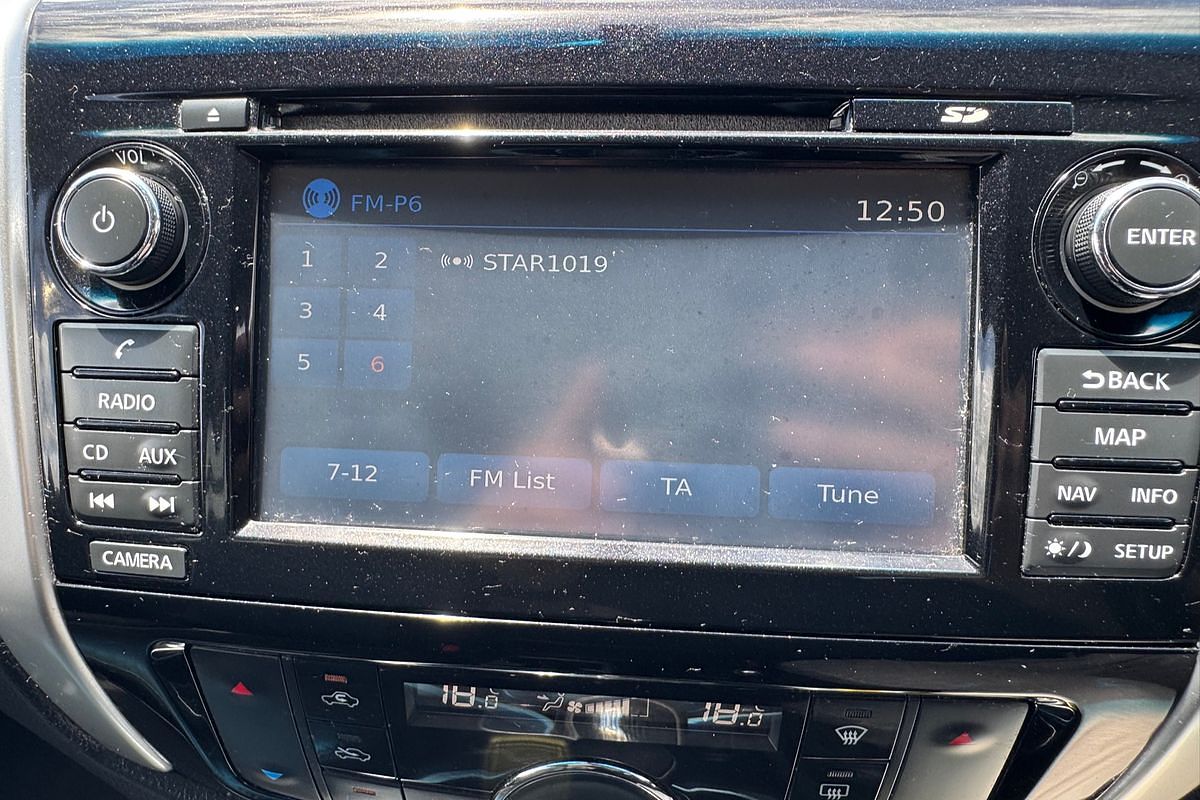 SD
VOL
FM-P6
12:50
ENTER
1 2
STAR1019
3 4
5 6
RADIO
CD AUX
CAMERA
BACK
MAP
NAV INFO
SETUP
7-12 FM List TA Tune
18.0 18.0